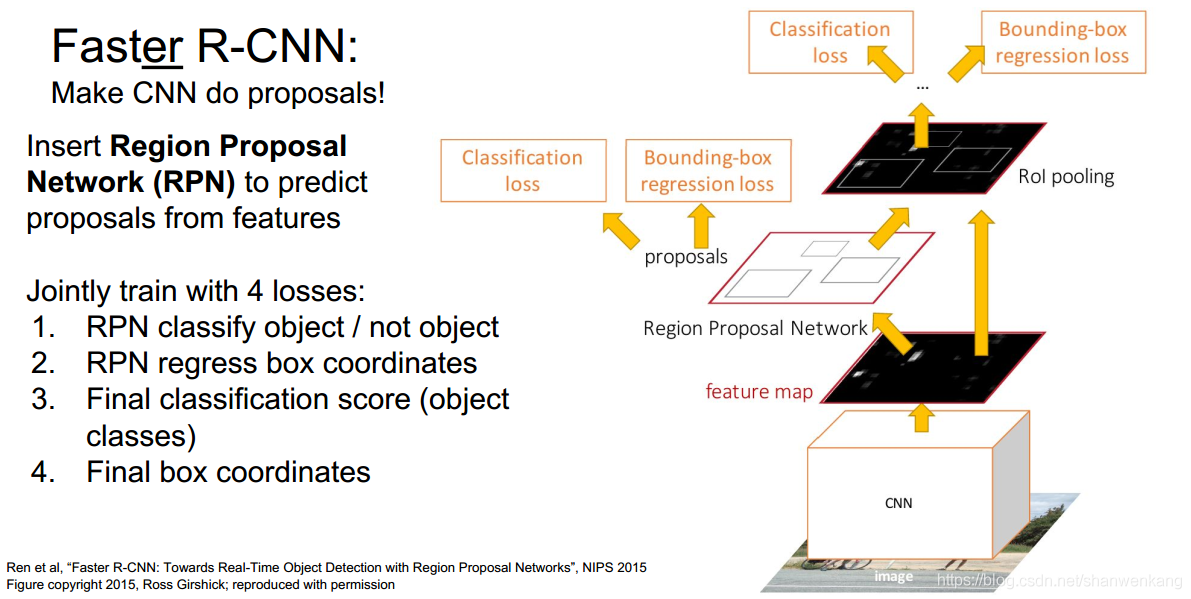 Faster R-CNN:
Make CNN do proposals!
Insert Region Proposal
Network (RPN) to predict
proposals from features
Jointly train with 4 losses:
1. RPN classify object / not object
2. RPN regress box coordinates
3. Final classification score (object
classes)
4. Final box coordinates
Classification
loss
Bounding-box
regression loss
...
Classification
loss
Bounding-box
regression loss
RoI pooling
proposals
Region Proposal Network
feature map
CNN
image
Ren et al, “Faster R-CNN: Towards Real-Time Object Detection with Region Proposal Networks”, NIPS 2015
Figure copyright 2015, Ross Girshick; reproduced with permission
https://blog.csdn.net/shanwenkang